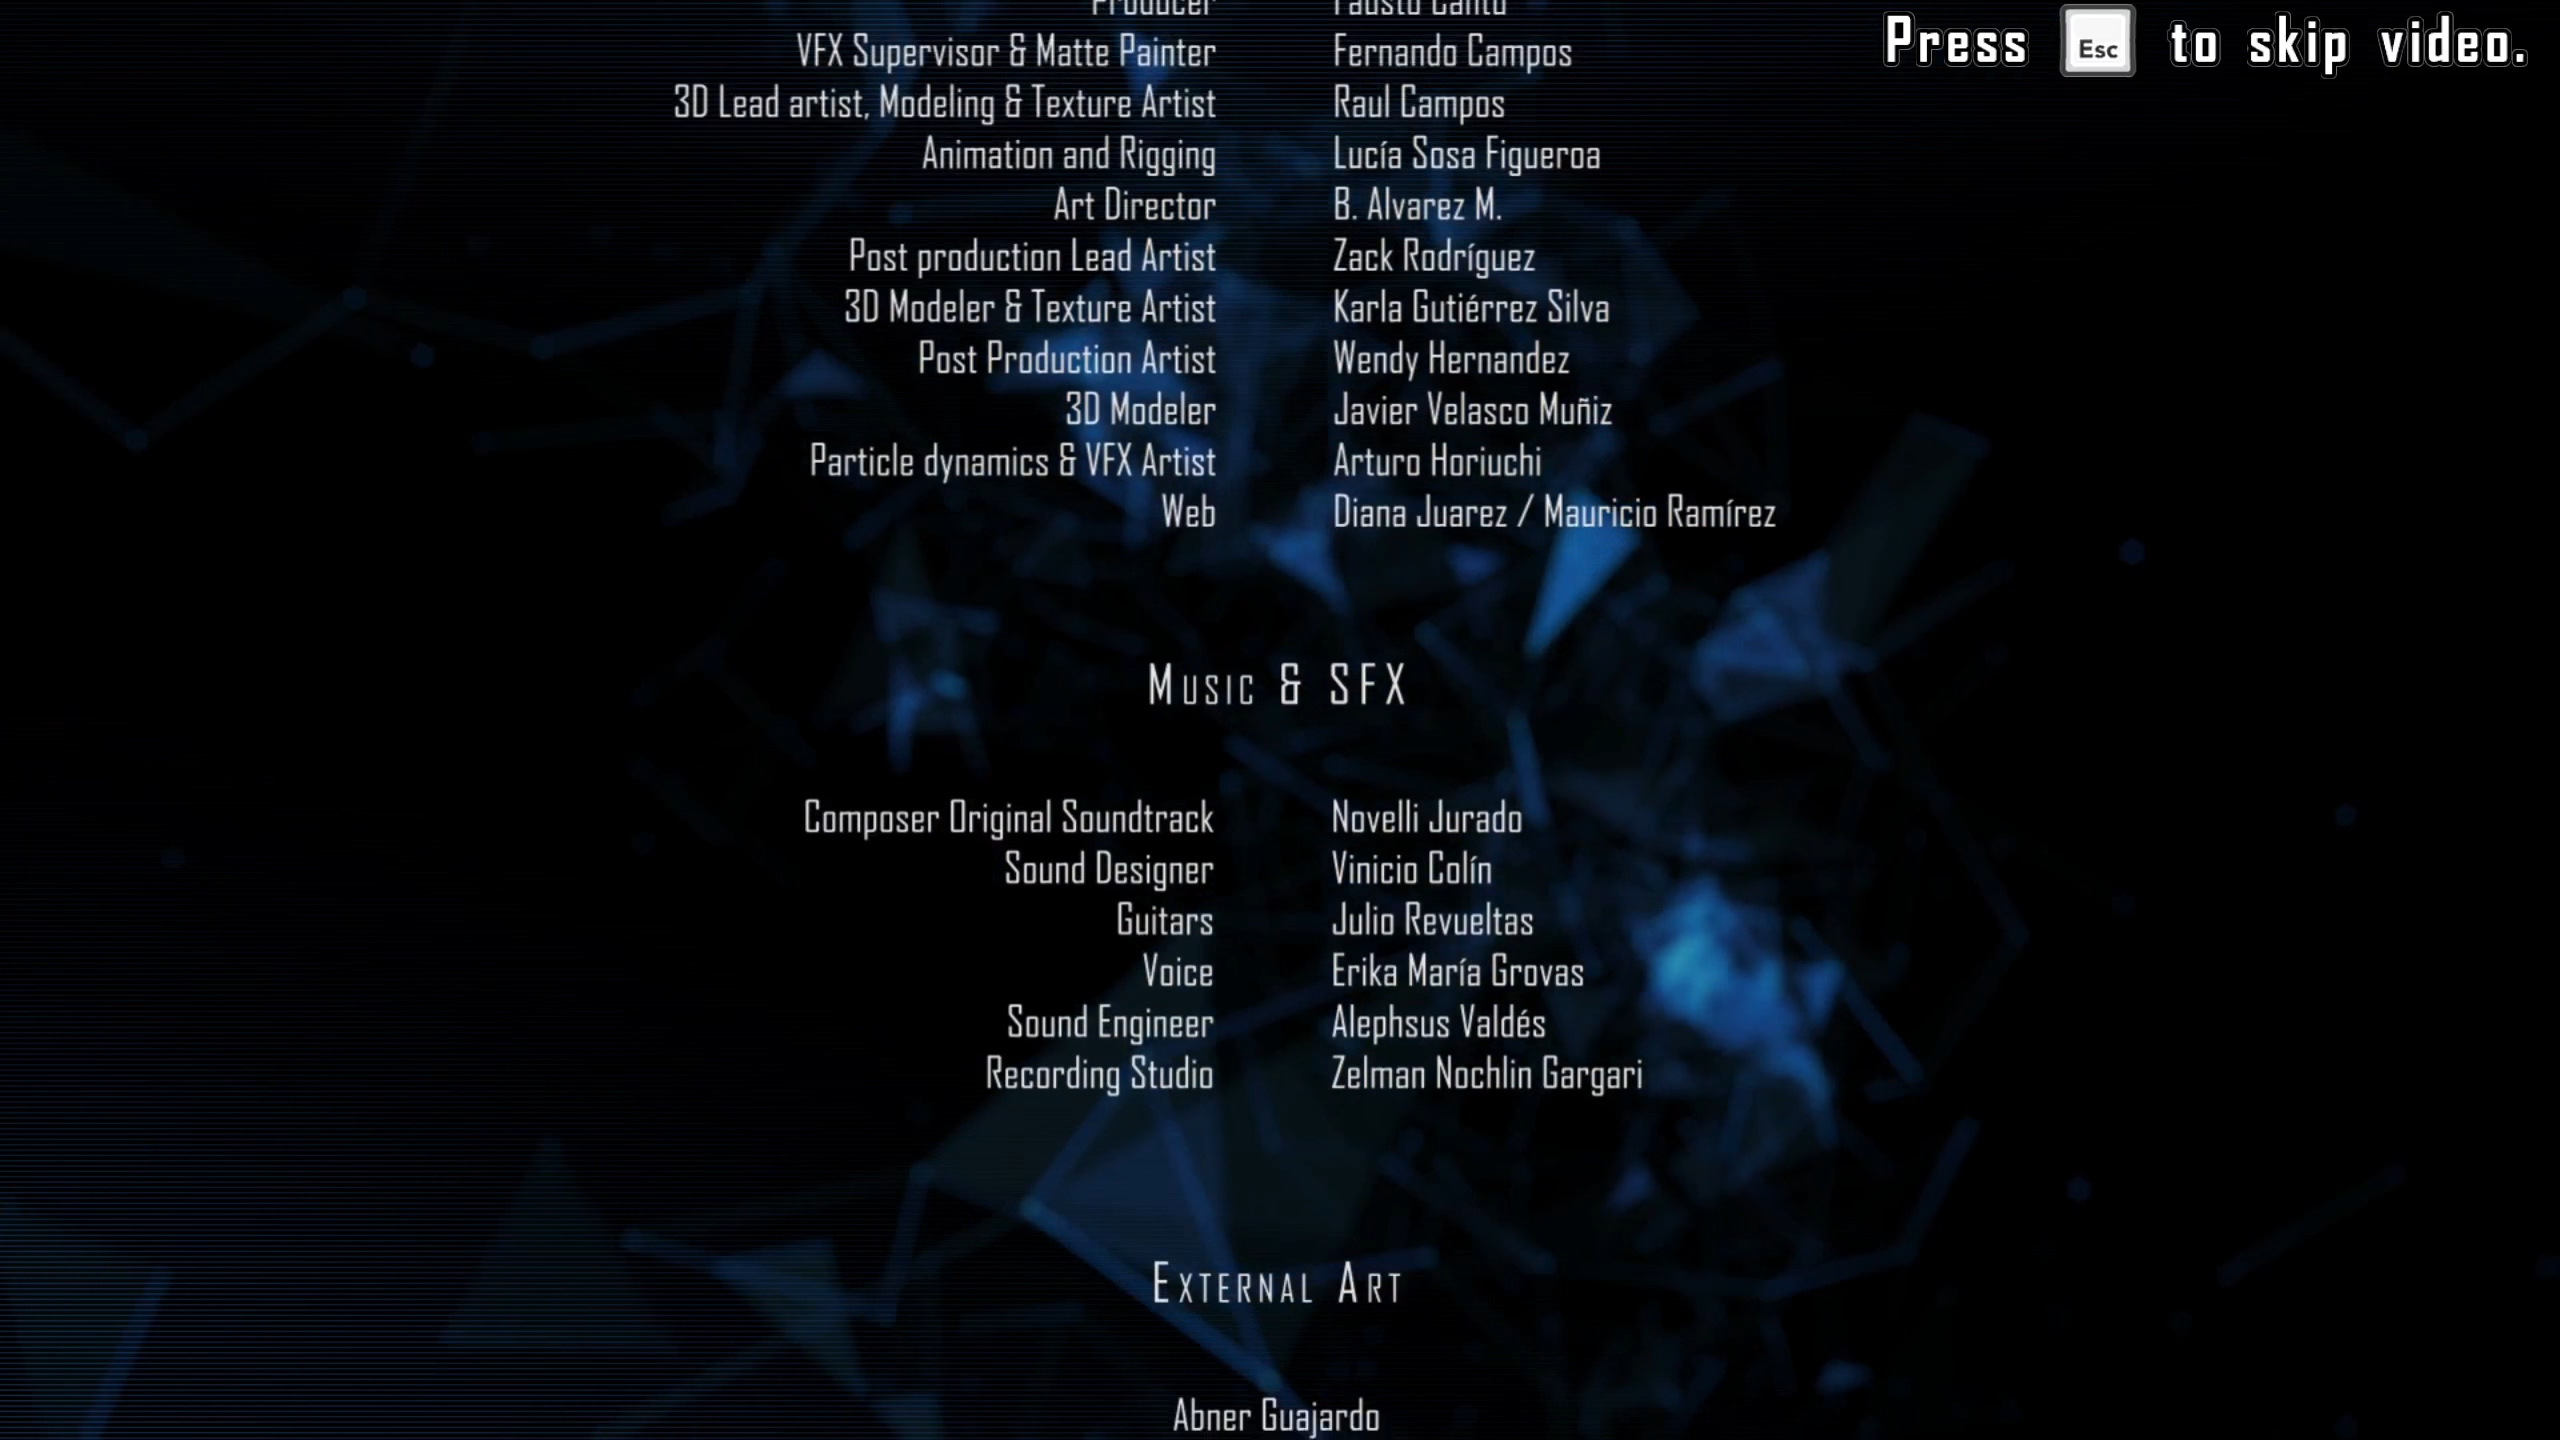 Producer Fausto Cantú
Press Esc to skip video.
VFX Supervisor & Matte Painter Fernando Campos
3D Lead artist, Modeling & Texture Artist Raul Campos
Animation and Rigging Lucía Sosa Figueroa
Art Director B. Alvarez M.
Post production Lead Artist Zack Rodríguez
3D Modeler & Texture Artist Karla Gutiérrez Silva
Post Production Artist Wendy Hernandez
3D Modeler Javier Velasco Muñiz
Particle dynamics & VFX Artist Arturo Horiuchi
Web Diana Juarez / Mauricio Ramírez
Music & SFX
Composer Original Soundtrack Novelli Jurado
Sound Designer Vinicio Colín
Guitars Julio Revueltas
Voice Erika María Grovas
Sound Engineer Alephsus Valdés
Recording Studio Zelman Nochlin Gargari
External Art
Abner Guajardo